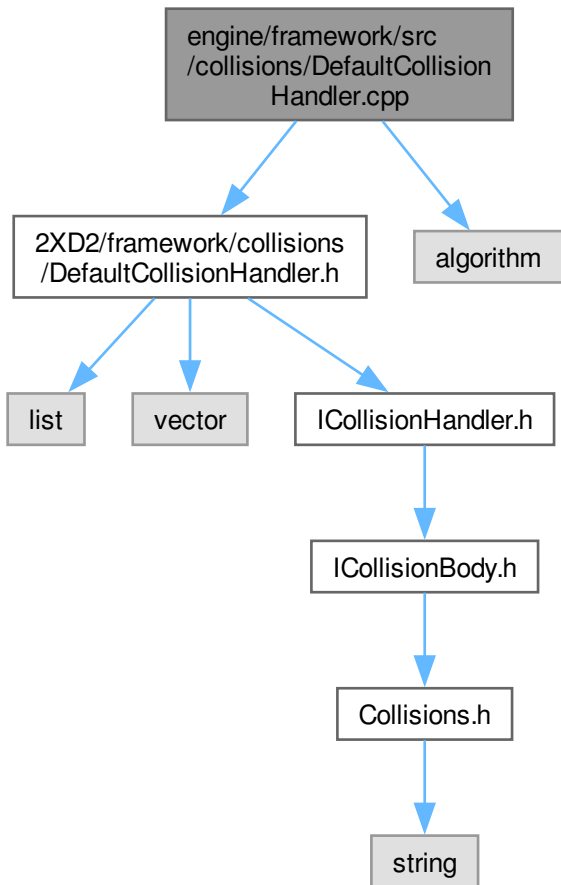 engine/framework/src
/collisions/DefaultCollision
Handler.cpp
2XD2/framework/collisions
/DefaultCollisionHandler.h
algorithm
list
vector
ICollisionHandler.h
ICollisionBody.h
Collisions.h
string